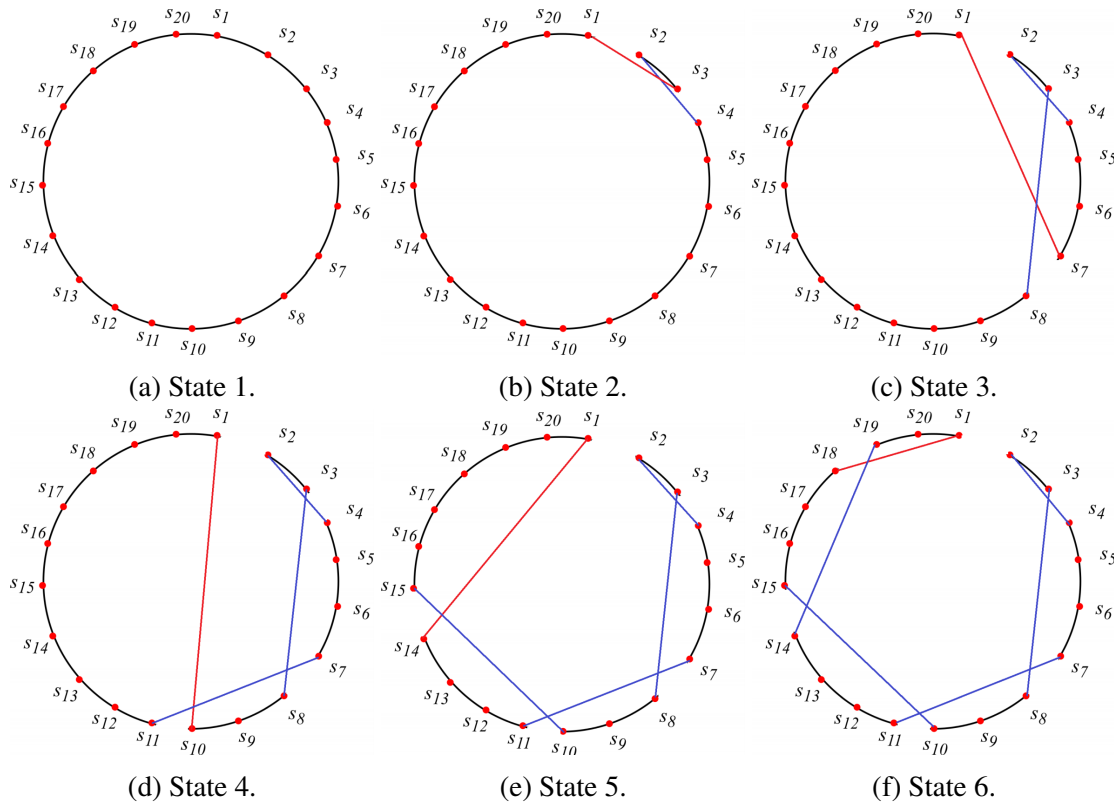 s20 s1
s19 s2
s18 s3
s17 s4
s16 s5
s15 s6
s14 s7
s13 s8
s12 s9
s11 s10
(a) State 1.
s20 s1
s19 s2
s18 s3
s17 s4
s16 s5
s15 s6
s14 s7
s13 s8
s12 s9
s11 s10
(b) State 2.
s20 s1
s19 s2
s18 s3
s17 s4
s16 s5
s15 s6
s14 s7
s13 s8
s12 s9
s11 s10
(c) State 3.
s20 s1
s19 s2
s18 s3
s17 s4
s16 s5
s15 s6
s14 s7
s13 s8
s12 s9
s11 s10
(d) State 4.
s20 s1
s19 s2
s18 s3
s17 s4
s16 s5
s15 s6
s14 s7
s13 s8
s12 s9
s11 s10
(e) State 5.
s20 s1
s19 s2
s18 s3
s17 s4
s16 s5
s15 s6
s14 s7
s13 s8
s12 s9
s11 s10
(f) State 6.